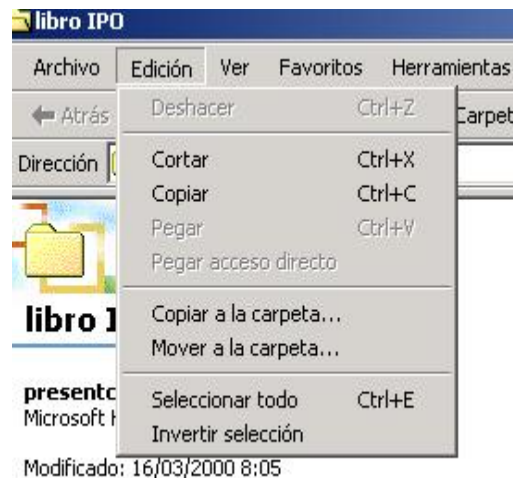 libro IPO
Archivo Edición Ver Favoritos Herramientas
Atrás
Deshacer Ctrl+Z
Dirección
Cortar Ctrl+X
Copiar Ctrl+C
Pegar Ctrl+V
Pegar acceso directo
Copiar a la carpeta...
libro
Mover a la carpeta...
Seleccionar todo Ctrl+E
Microsoft
Invertir selección
Modificado: 16/03/2000 8:05